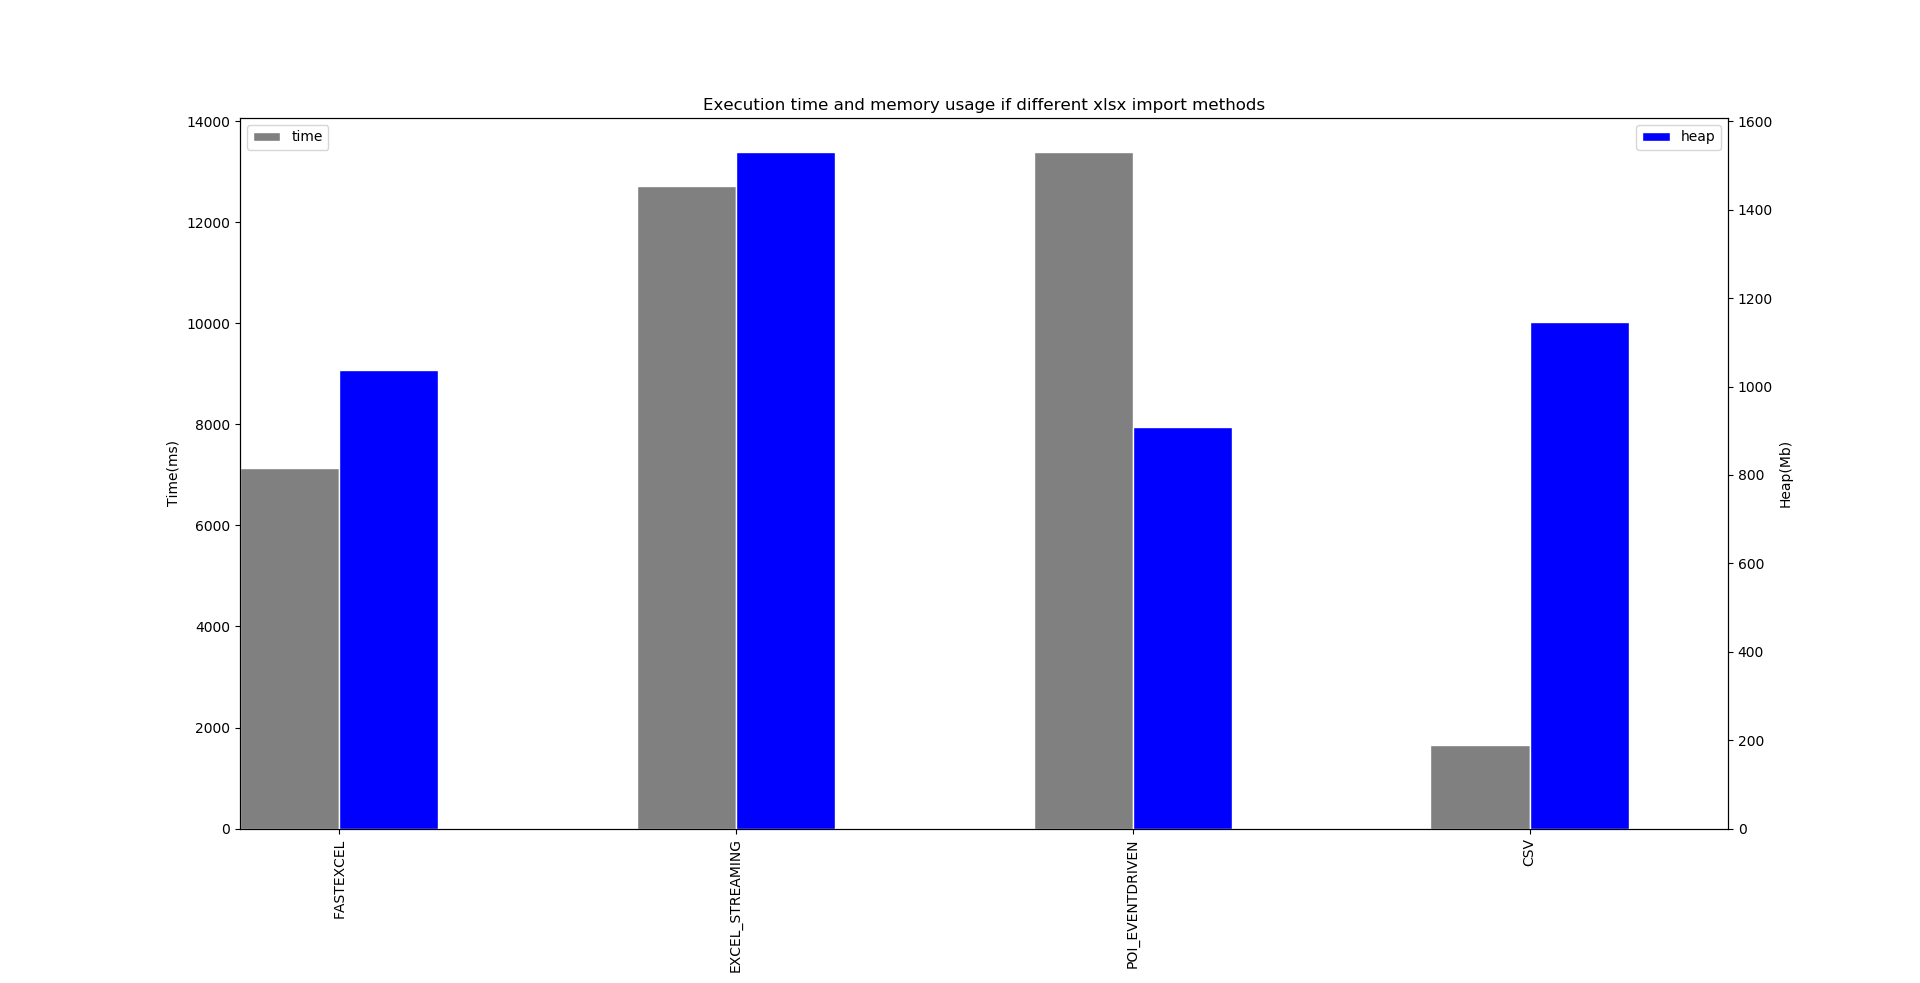 Execution time and memory usage if different xlsx import methods
time
heap
14000
12000
10000
8000
6000
4000
2000
0
Time(ms)
1600
1400
1200
1000
800
600
400
200
0
Heap(Mb)
FASTEXCEL
EXCEL_STREAMING
POI_EVENTDRIVEN
CSV